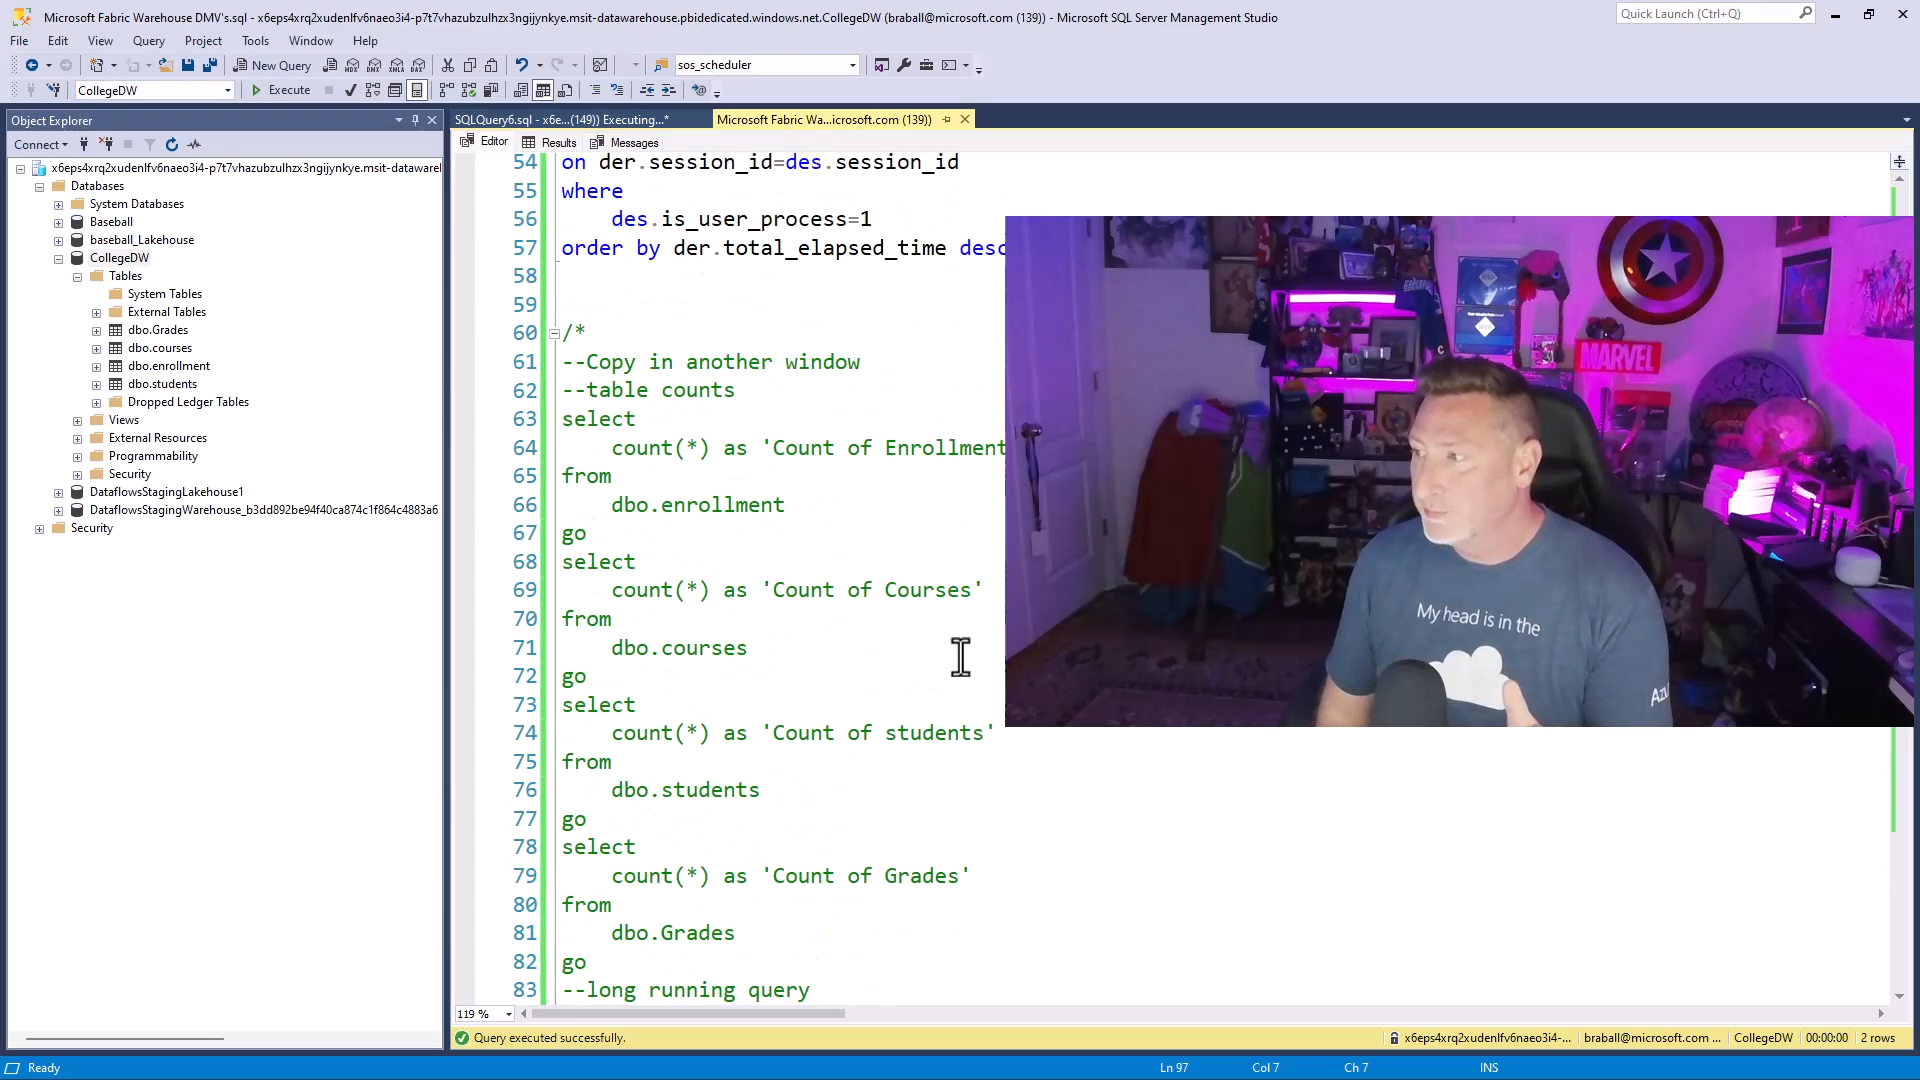 Microsoft Fabric Warehouse DMV's.sql - x6eps4xrq2xudenlfv6naeo3i4-p7t7vhazubzulhzx3ngijynkye.msit-datawarehouse.pbidedicated.windows.net.CollegeDW (braball@microsoft.com (139)) - Microsoft SQL Server Management Studio
Quick Launch (Ctrl+Q)
File Edit View Query Project Tools Window Help
New Query
MDX DMX XMLA DAX
sos_scheduler
CollegeDW
Execute
Object Explorer
SQLQuery6.sql - x6e...(149)) Executing...*
Microsoft Fabric Wa...icrosoft.com (139))
Connect
Editor Results Messages
x6eps4xrq2xudenlfv6naeo3i4-p7t7vhazubzulhzx3ngijynkye.msit-datawarel
Databases
System Databases
Baseball
baseball_Lakehouse
CollegeDW
Tables
System Tables
External Tables
dbo.Grades
dbo.courses
dbo.enrollment
dbo.students
Dropped Ledger Tables
Views
External Resources
Programmability
Security
DataflowsStagingLakehouse1
DataflowsStagingWarehouse_b3dd892be94f40ca874c1f864c4883a6
Security
54 on der.session_id=des.session_id
55 where
56 des.is_user_process=1
57 order by der.total_elapsed_time desc
58
59
60 /*
61 --Copy in another window
62 --table counts
63 select
64 count(*) as 'Count of Enrollment
65 from
66 dbo.enrollment
67 go
68 select
69 count(*) as 'Count of Courses'
70 from
71 dbo.courses
72 go
73 select
74 count(*) as 'Count of students'
75 from
76 dbo.students
77 go
78 select
79 count(*) as 'Count of Grades'
80 from
81 dbo.Grades
82 go
83 --long running query
MARVEL
My head is in the
119 %
Query executed successfully.
x6eps4xrq2xudenlfv6naeo3i4-... braball@microsoft.com ... CollegeDW 00:00:00 2 rows
Ready
Ln 97 Col 7 Ch 7 INS